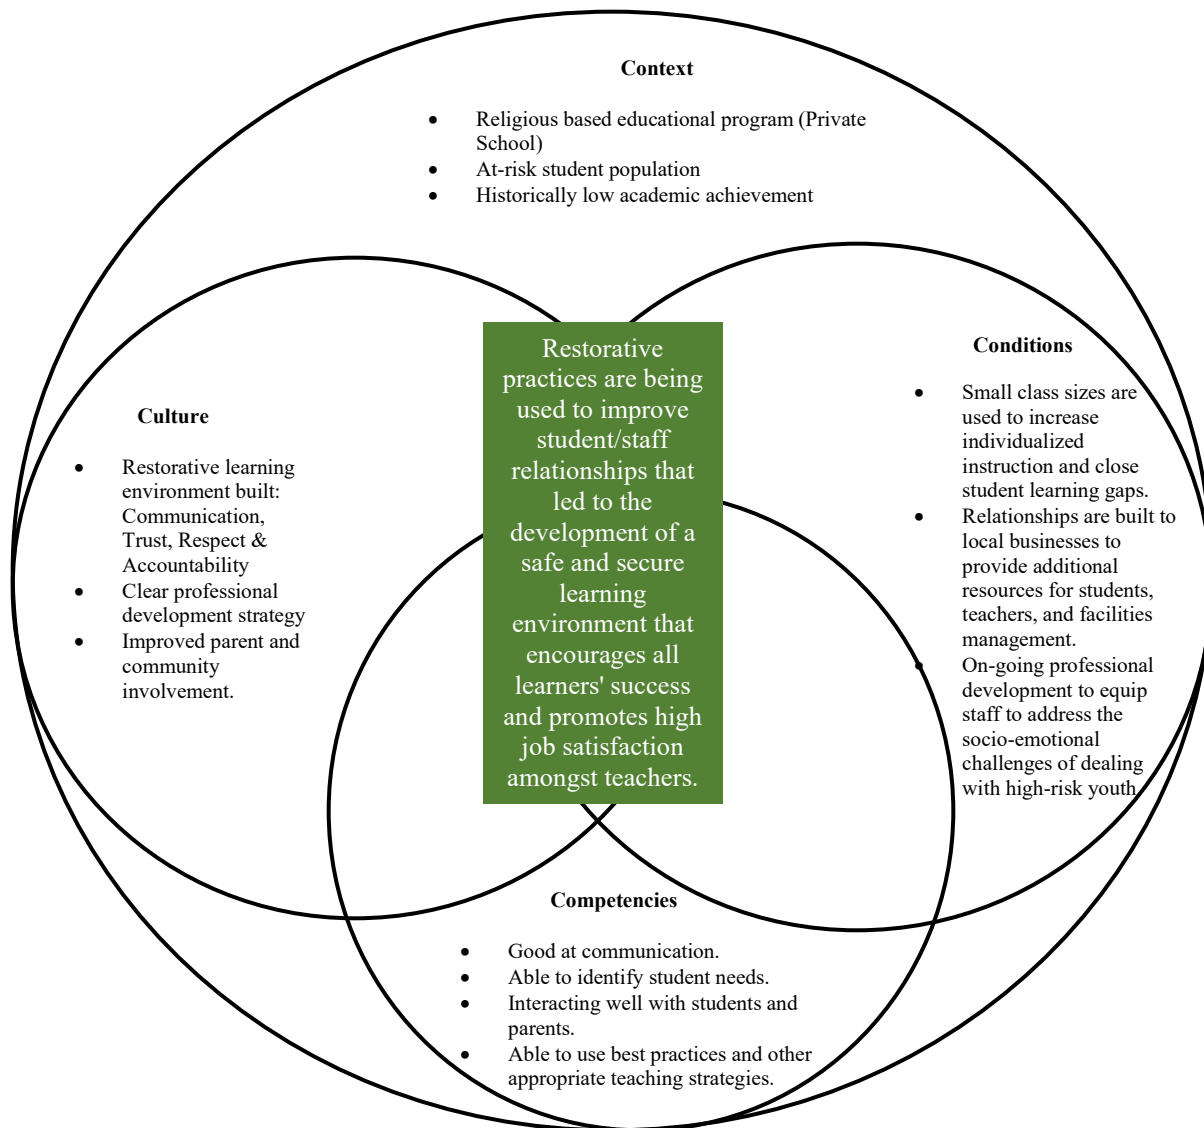 Context
• Religious based educational program (Private
School)
• At-risk student population
• Historically low academic achievement
Culture
• Restorative learning
environment built:
Communication,
Trust, Respect &
Accountability
• Clear professional
development strategy
• Improved parent and
community
involvement.
Restorative
practices are being
used to improve
student/staff
relationships that
led to the
development of a
safe and secure
learning
environment that
encourages all
learners' success
and promotes high
job satisfaction
amongst teachers.
Conditions
• Small class sizes are
used to increase
individualized
instruction and close
student learning gaps.
• Relationships are built to
local businesses to
provide additional
resources for students,
teachers, and facilities
management.
• On-going professional
development to equip
staff to address the
socio-emotional
challenges of dealing
with high-risk youth
Competencies
• Good at communication.
• Able to identify student needs.
• Interacting well with students and
parents.
• Able to use best practices and other
appropriate teaching strategies.